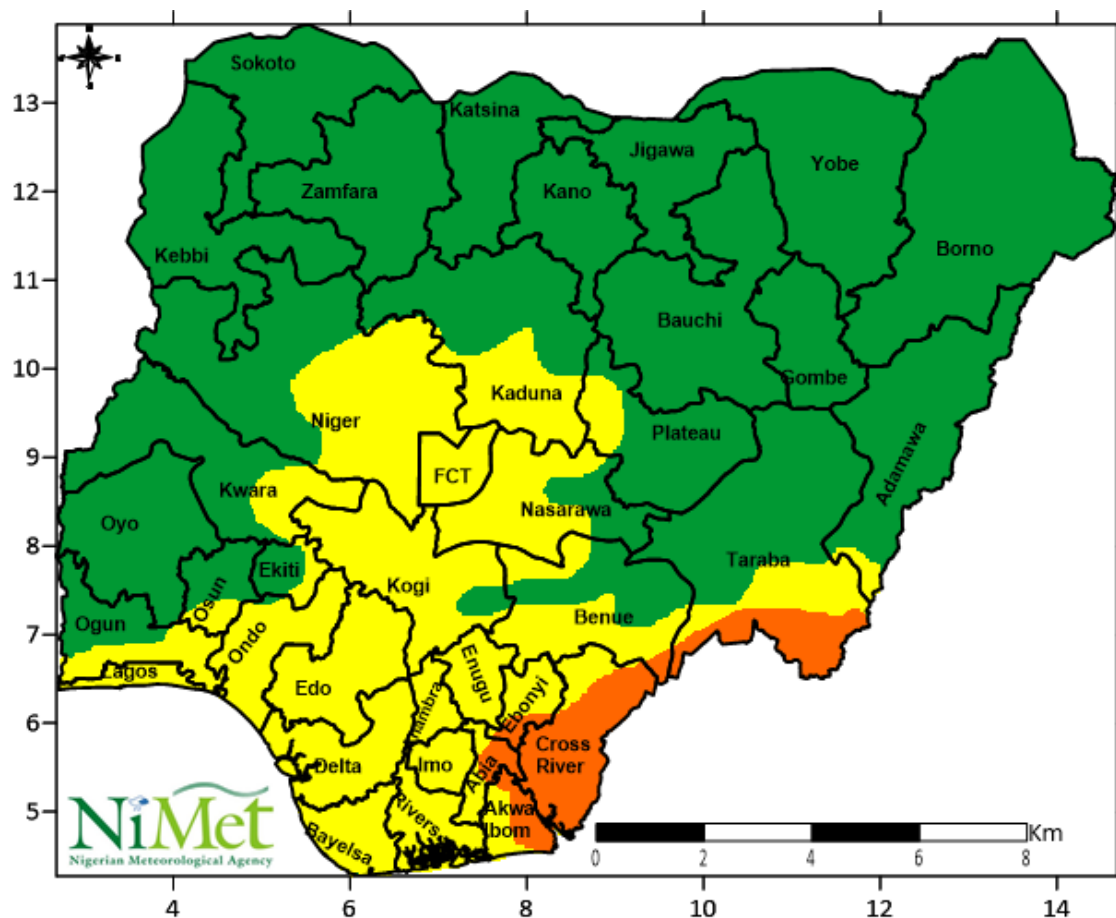 Sokoto
13
Katsina
Jigawa
Yobe
12
Zamfara
Kano
Kebbi
Borno
11
Bauchi
10
Gombe
Kaduna
Niger
Plateau
9
FCT
Adamawa
Kwara
Nasarawa
Oyo
8
Taraba
Ekiti
Kogi
Osun
Benue
Ogun
7
Ondo
Lagos
Enugu
Edo
Ebonyi
6
Cross
River
Delta
Imo
Abia
NiMet
Nigerian Meteorological Agency
5
Rivers
Akwa
Ibom
Bayelsa
Km
0 2 4 6 8
4 6 8 10 12 14